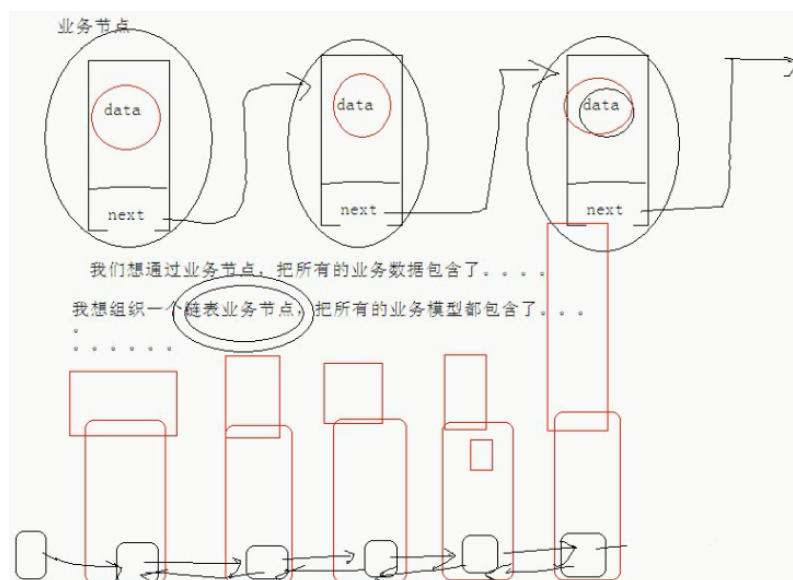 业务节点
data data data
next next next
我们想通过业务节点，把所有的业务数据包含了。。。。
我想组织一个链表业务节点，把所有的业务模型都包含了。。。
。
。。。。。。